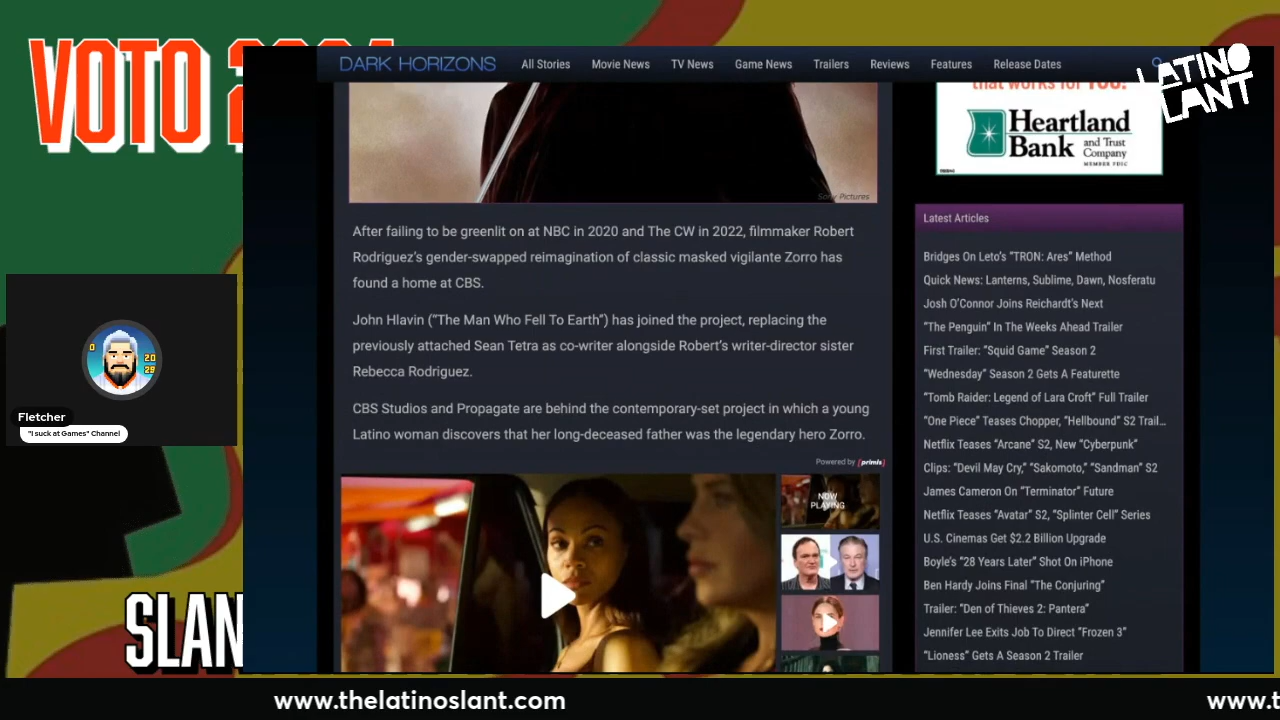 VOTO 2
DARK HORIZONS
All Stories
Movie News
TV News
Game News
Trailers
Reviews
Features
Release Dates
LATINO
SLANT
that works for YOU.
Heartland
Bank and Trust
Company
MEMBER FDIC
Sony Pictures
After failing to be greenlit on at NBC in 2020 and The CW in 2022, filmmaker Robert
Rodriguez’s gender-swapped reimagination of classic masked vigilante Zorro has
found a home at CBS.
John Hlavin (“The Man Who Fell To Earth”) has joined the project, replacing the
previously attached Sean Tetra as co-writer alongside Robert’s writer-director sister
Rebecca Rodriguez.
CBS Studios and Propagate are behind the contemporary-set project in which a young
Latino woman discovers that her long-deceased father was the legendary hero Zorro.
Powered by [primis]
NOW
PLAYING
Latest Articles
Bridges On Leto’s “TRON: Ares” Method
Quick News: Lanterns, Sublime, Dawn, Nosferatu
Josh O’Connor Joins Reichardt’s Next
“The Penguin” In The Weeks Ahead Trailer
First Trailer: “Squid Game” Season 2
“Wednesday” Season 2 Gets A Featurette
“Tomb Raider: Legend of Lara Croft” Full Trailer
“One Piece” Teases Chopper, “Hellbound” S2 Trail...
Netflix Teases “Arcane” S2, New “Cyberpunk”
Clips: “Devil May Cry,” “Sakomoto,” “Sandman” S2
James Cameron On “Terminator” Future
Netflix Teases “Avatar” S2, “Splinter Cell” Series
U.S. Cinemas Get $2.2 Billion Upgrade
Boyle’s “28 Years Later” Shot On iPhone
Ben Hardy Joins Final “The Conjuring”
Trailer: “Den of Thieves 2: Pantera”
Jennifer Lee Exits Job To Direct “Frozen 3”
“Lioness” Gets A Season 2 Trailer
0
20
29
Fletcher
"I suck at Games" Channel
SLAN
www.thelatinoslant.com
www.t